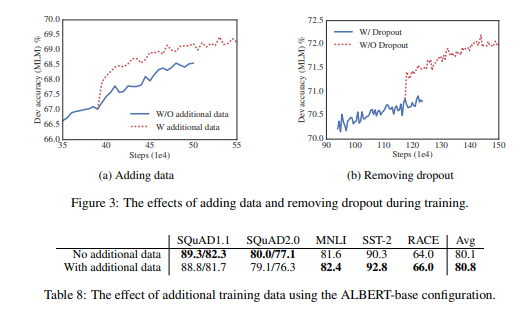 70.0
69.5
69.0
68.5
68.0
67.5
67.0
66.5
66.0
Dev accuracy (MLM) %
W/O additional data
W additional data
35 40 45 50 55
Steps (1e4)
(a) Adding data
72.5
72.0
71.5
71.0
70.5
70.0
Dev accuracy (MLM) %
W/ Dropout
W/O Dropout
90 100 110 120 130 140 150
Steps (1e4)
(b) Removing dropout
Figure 3: The effects of adding data and removing dropout during training.
SQuAD1.1 SQuAD2.0 MNLI SST-2 RACE Avg
No additional data 89.3/82.3 80.0/77.1 81.6 90.3 64.0 80.1
With additional data 88.8/81.7 79.1/76.3 82.4 92.8 66.0 80.8
Table 8: The effect of additional training data using the ALBERT-base configuration.